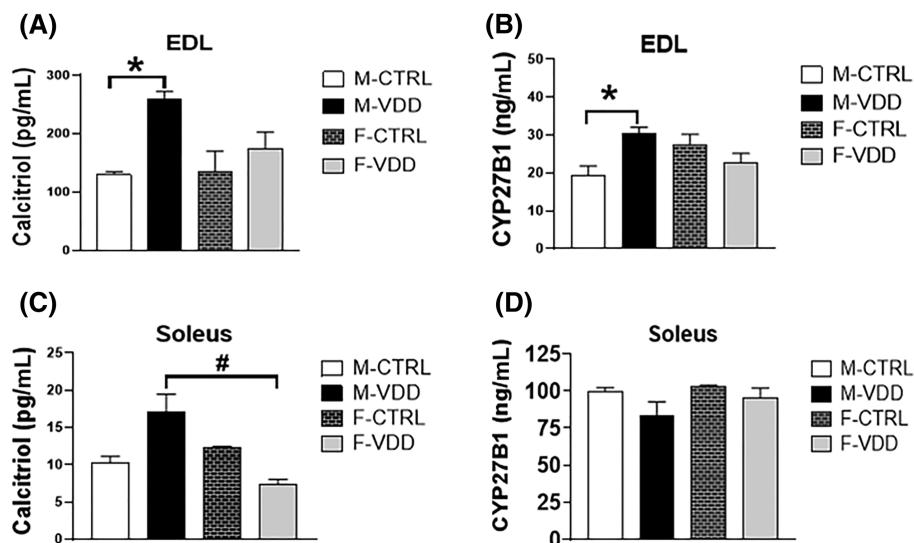 (A)
EDL
Calcitriol (pg/mL)
300
200
100
0
*
M-CTRL
M-VDD
F-CTRL
F-VDD
(B)
EDL
CYP27B1 (ng/mL)
50
40
30
20
10
0
*
M-CTRL
M-VDD
F-CTRL
F-VDD
(C)
Soleus
Calcitriol (pg/mL)
25
20
15
10
5
0
#
M-CTRL
M-VDD
F-CTRL
F-VDD
(D)
Soleus
CYP27B1 (ng/mL)
125
100
75
50
25
0
M-CTRL
M-VDD
F-CTRL
F-VDD